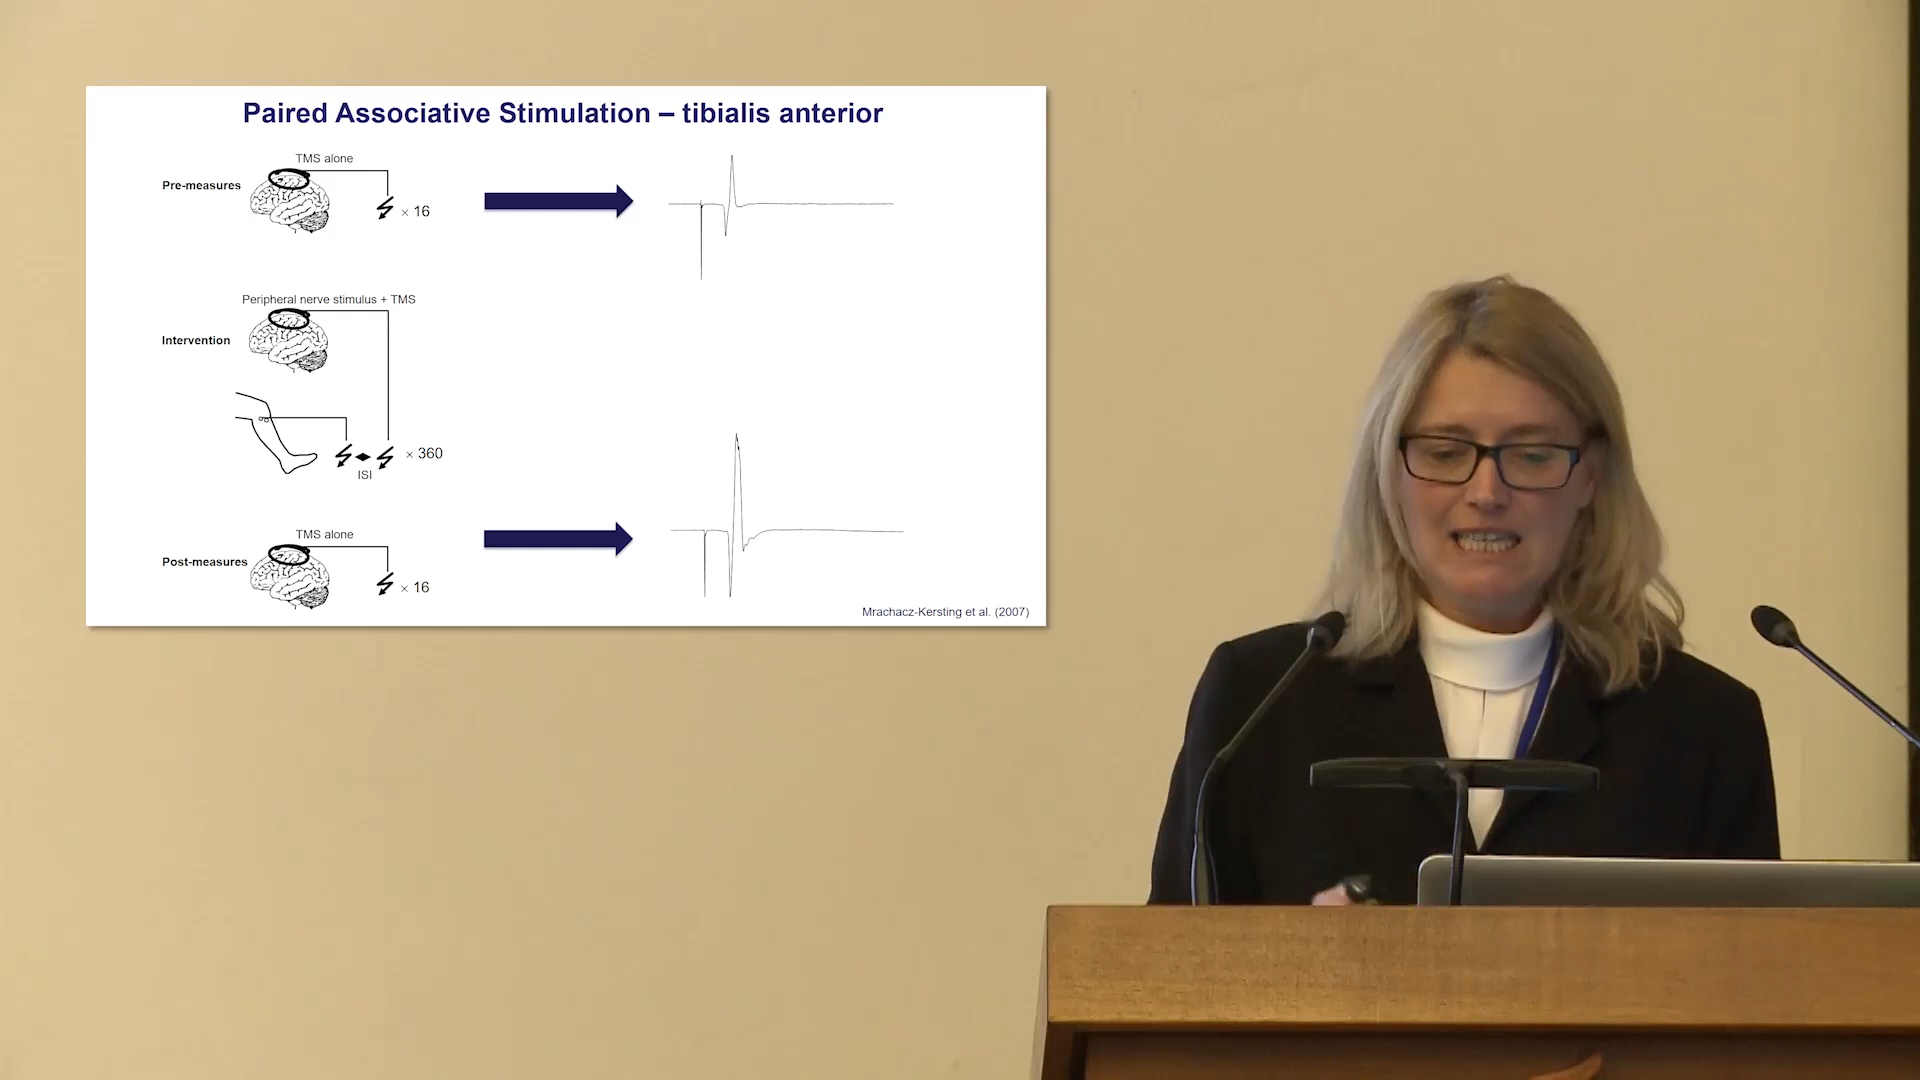 Paired Associative Stimulation – tibialis anterior
TMS alone
Pre-measures
× 16
Peripheral nerve stimulus + TMS
Intervention
× 360
ISI
TMS alone
Post-measures
× 16
Mrachacz-Kersting et al. (2007)